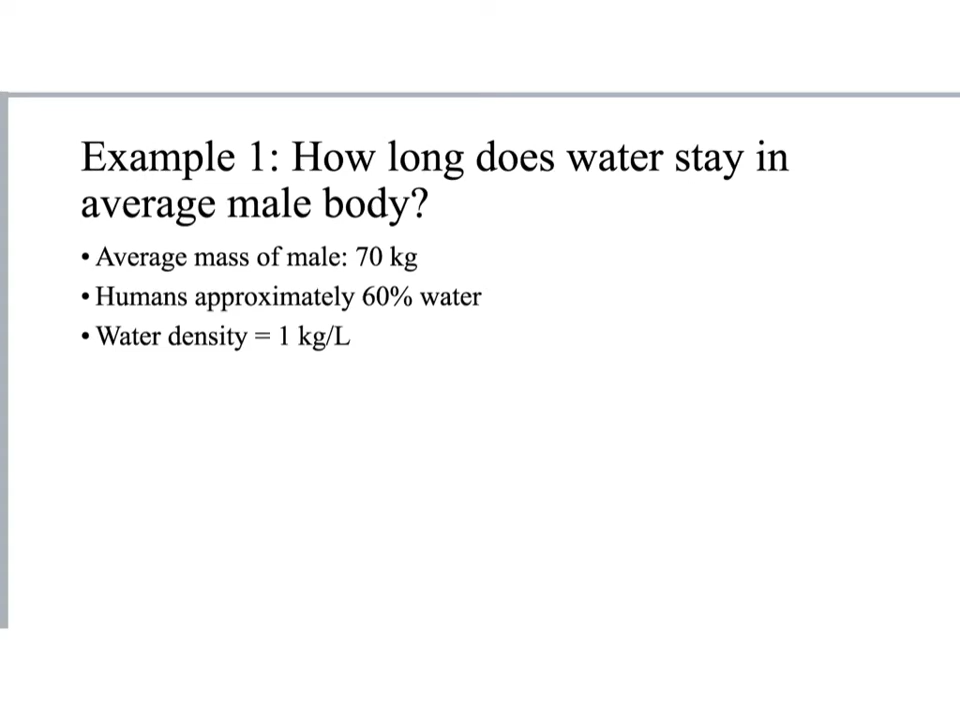 Example 1: How long does water stay in
average male body?
• Average mass of male: 70 kg
• Humans approximately 60% water
• Water density = 1 kg/L